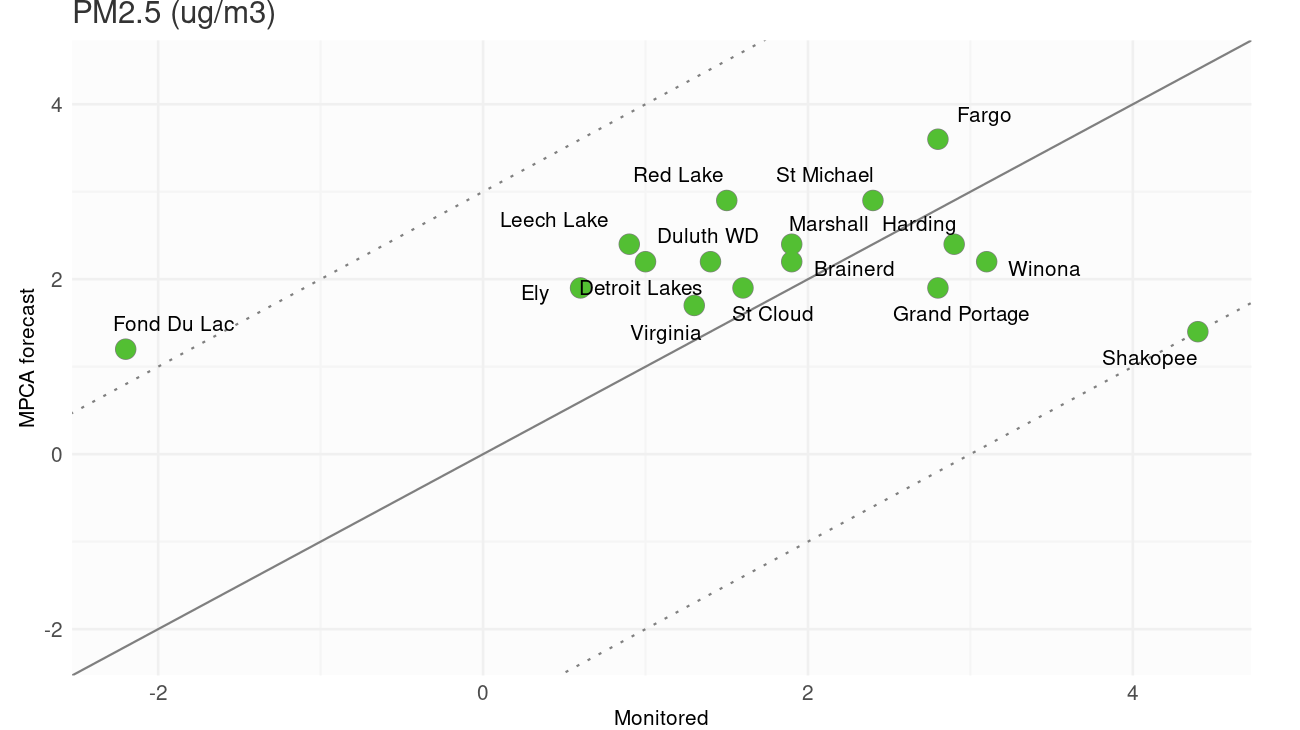 PM2.5 (ug/m3)
4
Fargo
Red Lake
St Michael
Leech Lake
Marshall
Harding
Duluth WD
Brainerd
Winona
2
Ely
Detroit Lakes
St Cloud
Grand Portage
Fond Du Lac
Virginia
Shakopee
MPCA forecast
0
-2
-2
0
2
4
Monitored